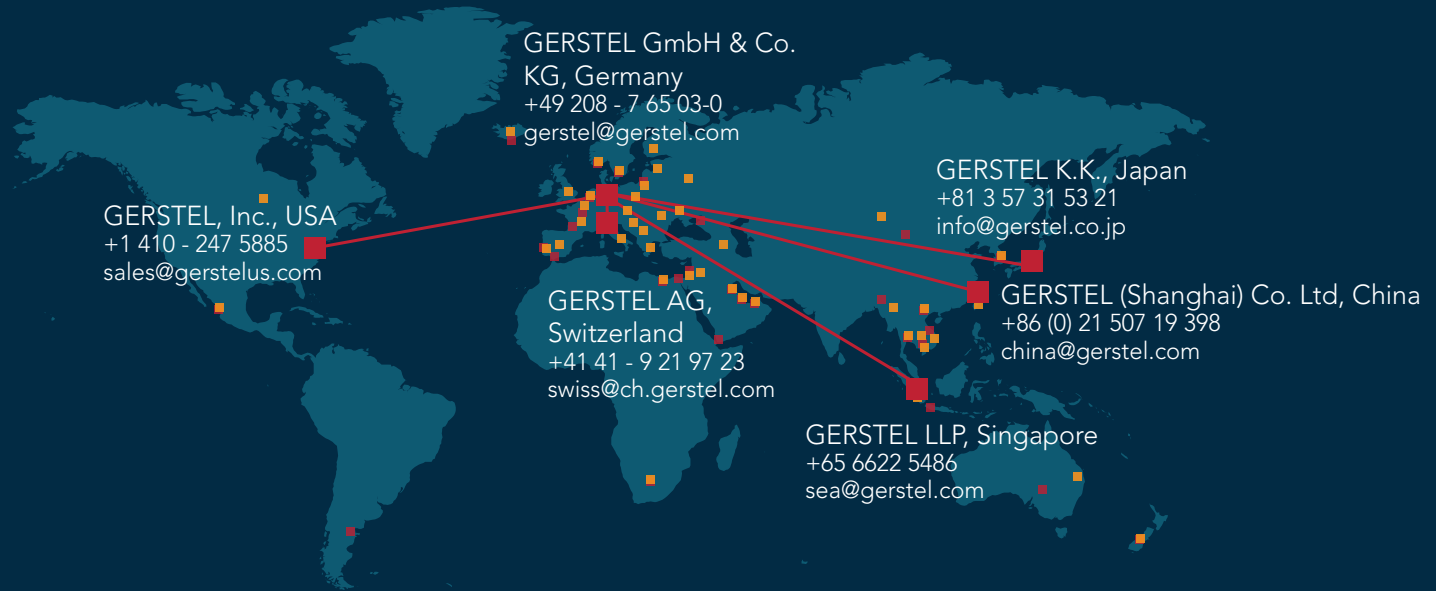 GERSTEL GmbH & Co.
KG, Germany
+49 208 - 7 65 03-0
gerstel@gerstel.com
GERSTEL K.K., Japan
+81 3 57 31 53 21
info@gerstel.co.jp
GERSTEL, Inc., USA
+1 410 - 247 5885
sales@gerstelus.com
GERSTEL AG,
Switzerland
+41 41 - 9 21 97 23
swiss@ch.gerstel.com
GERSTEL (Shanghai) Co. Ltd, China
+86 (0) 21 507 19 398
china@gerstel.com
GERSTEL LLP, Singapore
+65 6622 5486
sea@gerstel.com